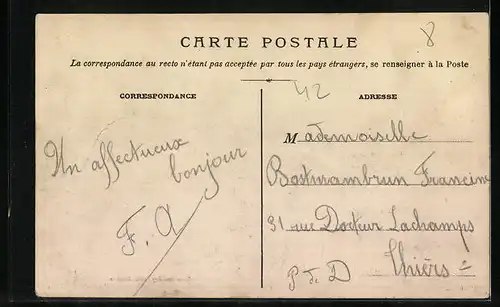 8
CARTE POSTALE
La correspondance au recto n'étant pas acceptée par tous les pays étrangers, se renseigner à la Poste
42
CORRESPONDANCE
Un affectueux
bonjour
F. A
ADRESSE
Mademoiselle
Francine
31 rue Docteur Lachamps
P de D Thiers